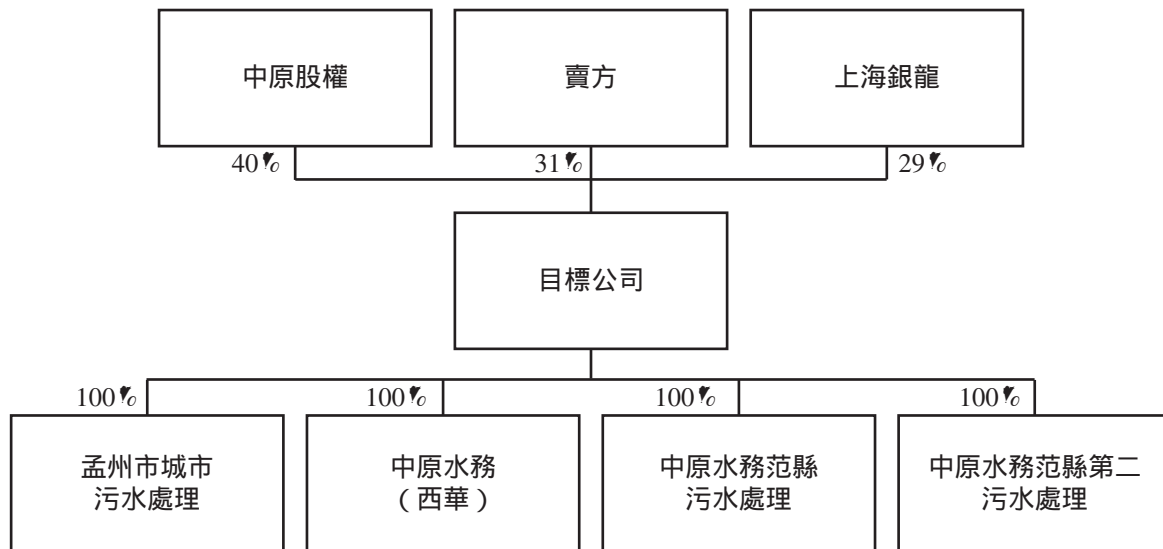 中原股權
賣方
上海銀龍
40%
31%
29%
目標公司
100%
100%
100%
100%
孟州市城市
污水處理
中原水務
（西華）
中原水務范縣
污水處理
中原水務范縣第二
污水處理